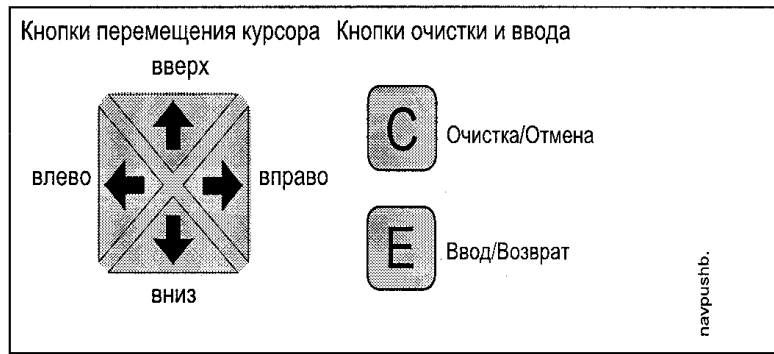 Кнопки перемещения курсора Кнопки очистки и ввода
вверх
C
Очистка/Отмена
влево
вправо
E
Ввод/Возврат
вниз
navpushb.